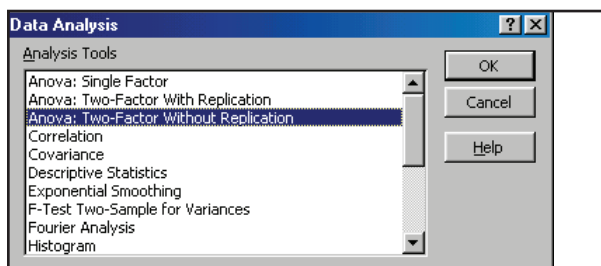 Data Analysis
Analysis Tools
Anova: Single Factor
Anova: Two-Factor With Replication
Anova: Two-Factor Without Replication
Correlation
Covariance
Descriptive Statistics
Exponential Smoothing
F-Test Two-Sample for Variances
Fourier Analysis
Histogram
?
OK
Cancel
Help